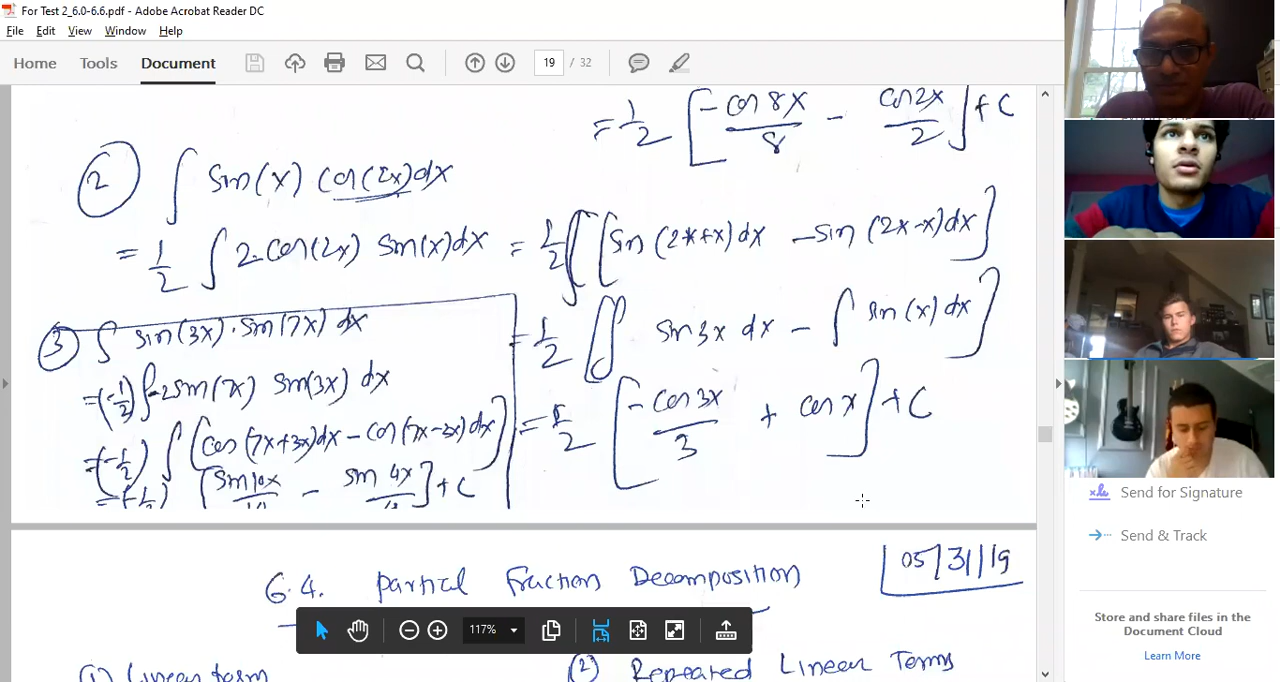 For Test 2_6.0-6.6.pdf - Adobe Acrobat Reader DC
File Edit View Window Help
Home Tools Document 19 / 32
= 1/2 [ -cos 8x / 8 - cos 2x / 2 ] + C
② ∫ sin(x) cos(2x) dx
= 1/2 ∫ 2·cos(2x) sin(x) dx = 1/2 ∫ [ sin(2x+x) dx - sin(2x-x) dx ]
= 1/2 [ ∫ sin 3x dx - ∫ sin(x) dx ]
= 1/2 [ -cos 3x / 3 + cos x ] + C
③ ∫ sin(3x)·sin(7x) dx
= (-1/2) ∫ -2 sin(7x) sin(3x) dx
= (-1/2) ∫ (cos(7x+3x) dx - cos(7x-3x) dx]
= (-1/2) [ sin 10x / 10 - sin 4x / 4 ] + C
05/31/19
6.4. Partial Fraction Decomposition
117%
(1) Linear term
(2) Repeated Linear Terms
Send for Signature
Send & Track
Store and share files in the
Document Cloud
Learn More